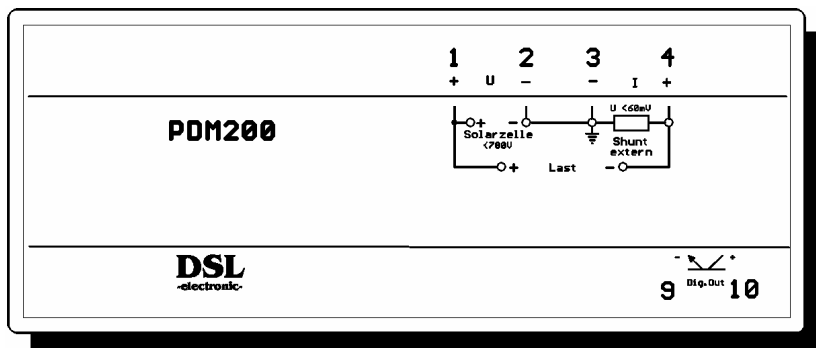 1 2 3 4
+ U - - I +
U <60mV
+ -
PDM200
Solarzelle
<700V
Shunt
extern
+ Last -
DSL
-electronic-
- +
9 Dig.Out 10